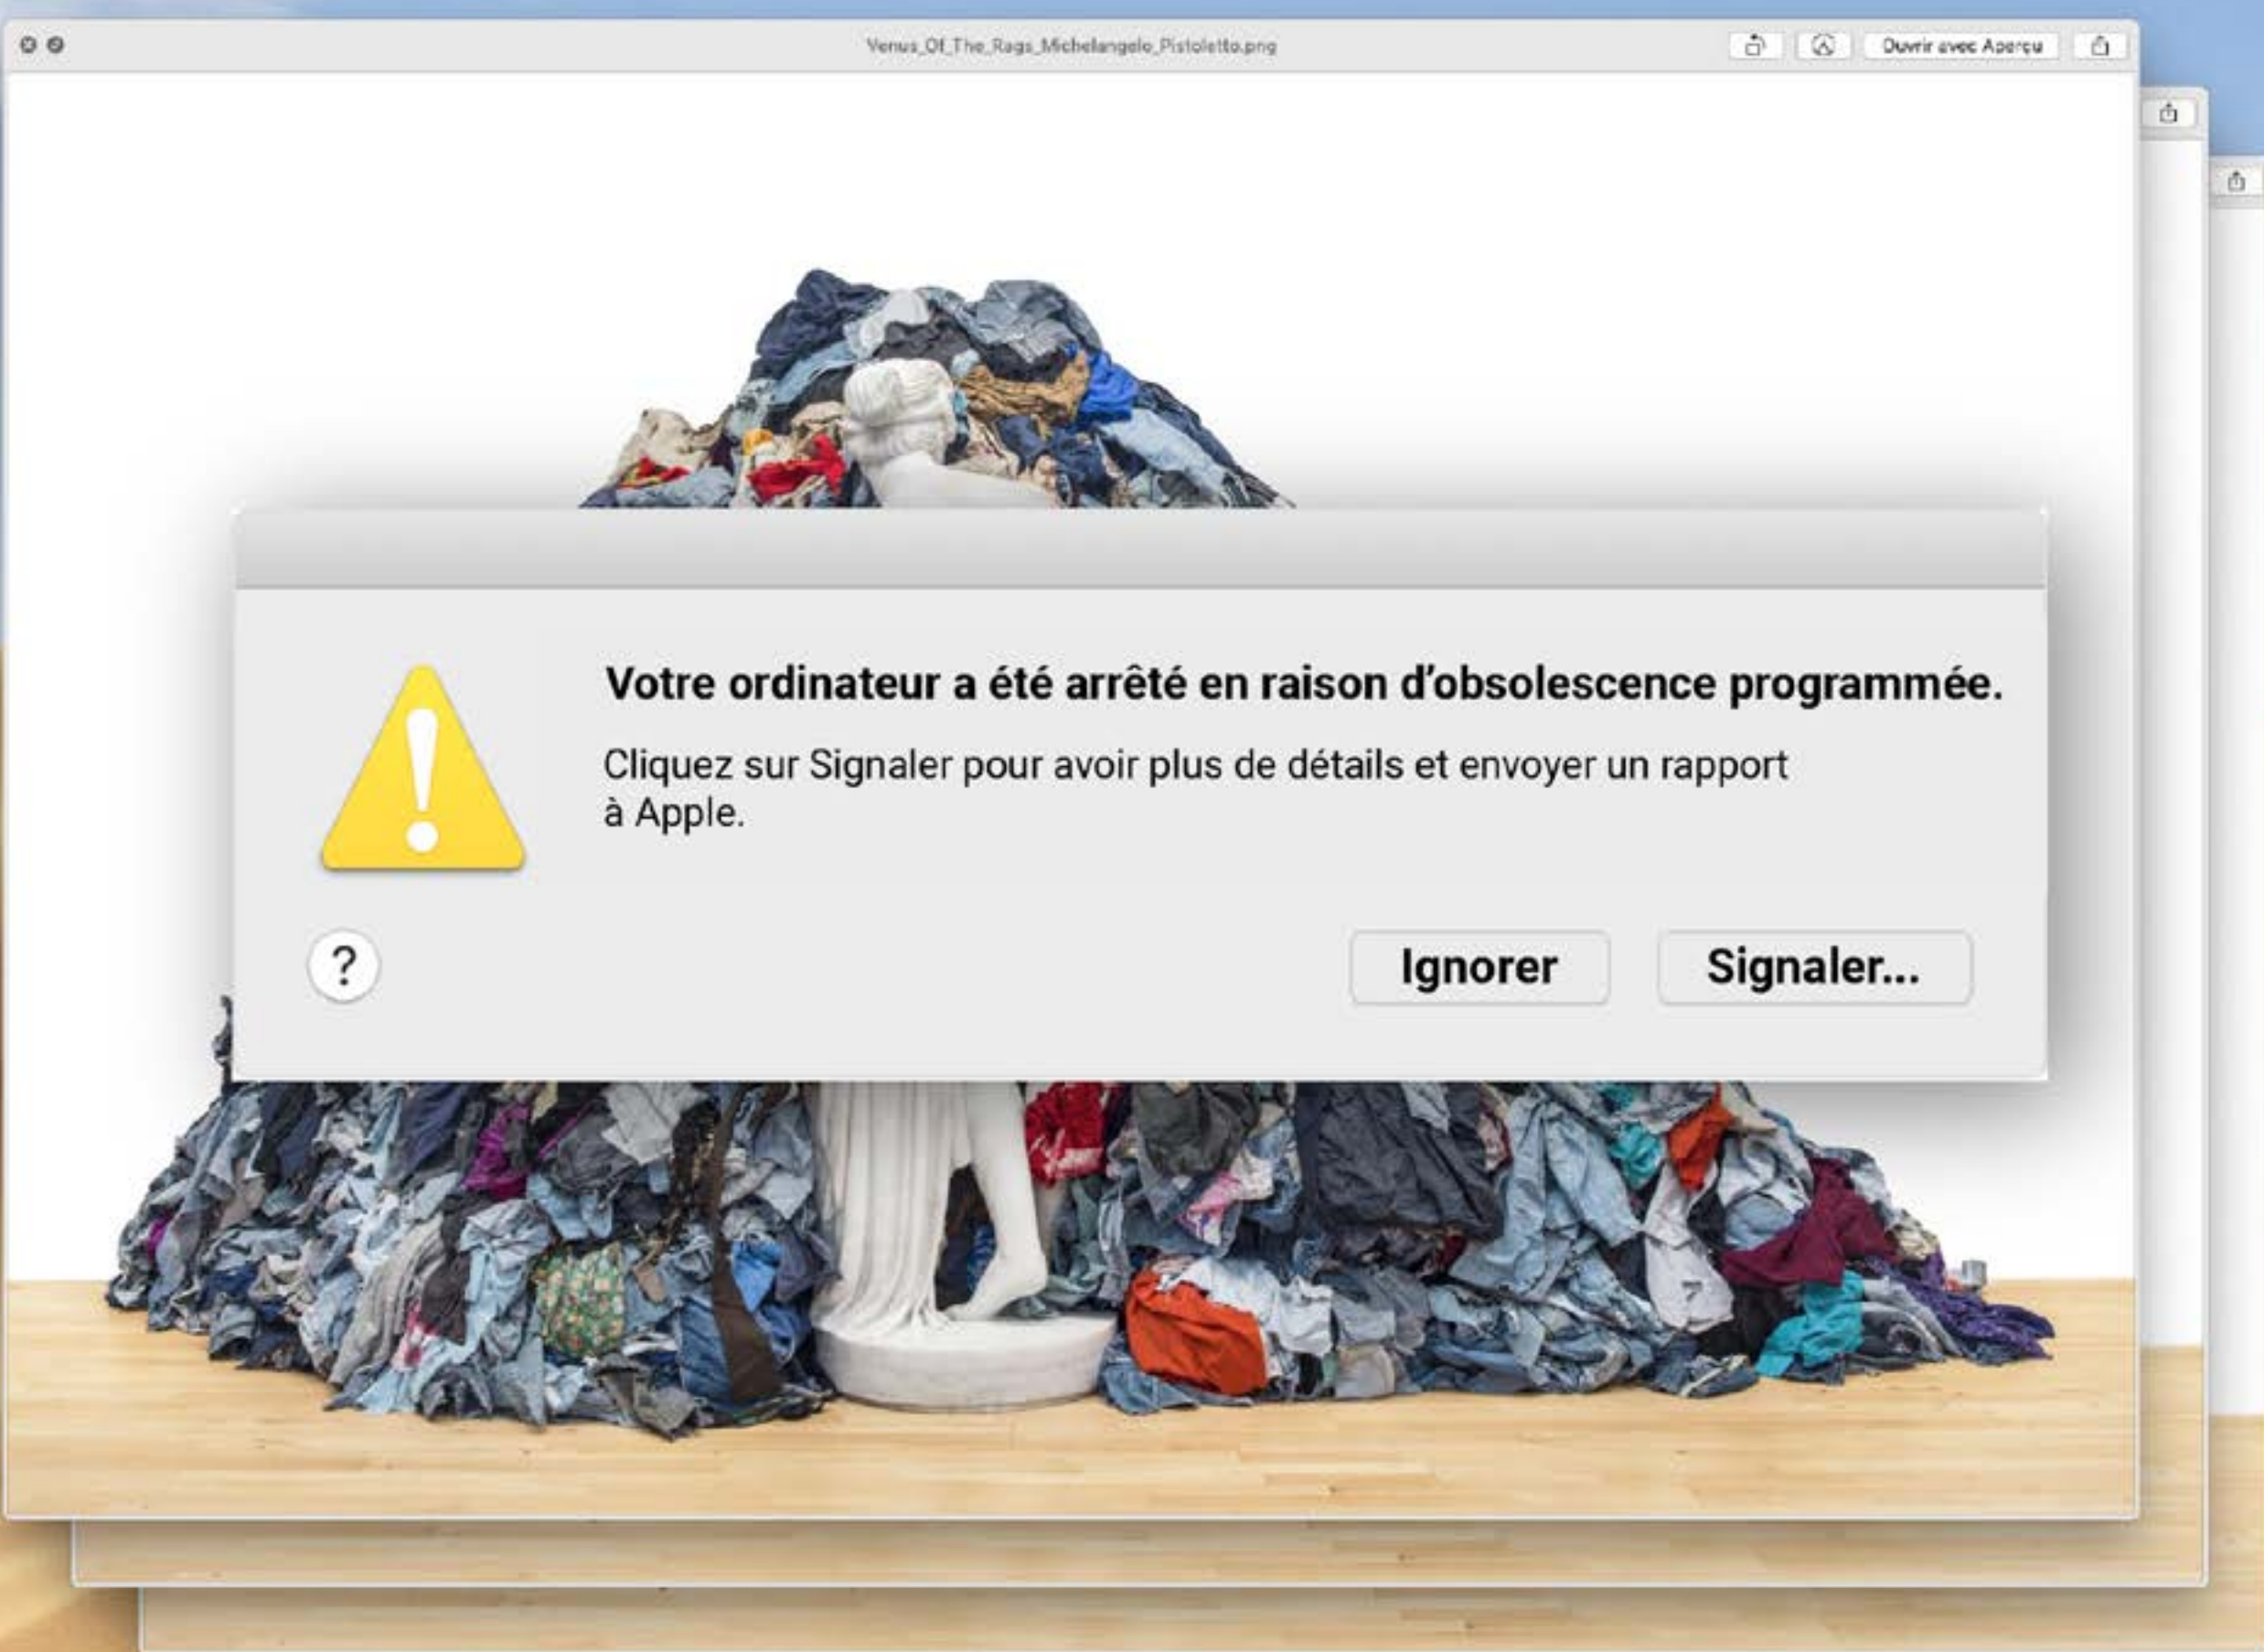 Venus_Of_The_Rags_Michelangelo_Pistoletto.png
Ouvrir avec Aperçu
Votre ordinateur a été arrêté en raison d’obsolescence programmée.
Cliquez sur Signaler pour avoir plus de détails et envoyer un rapport
à Apple.
?
Ignorer
Signaler...